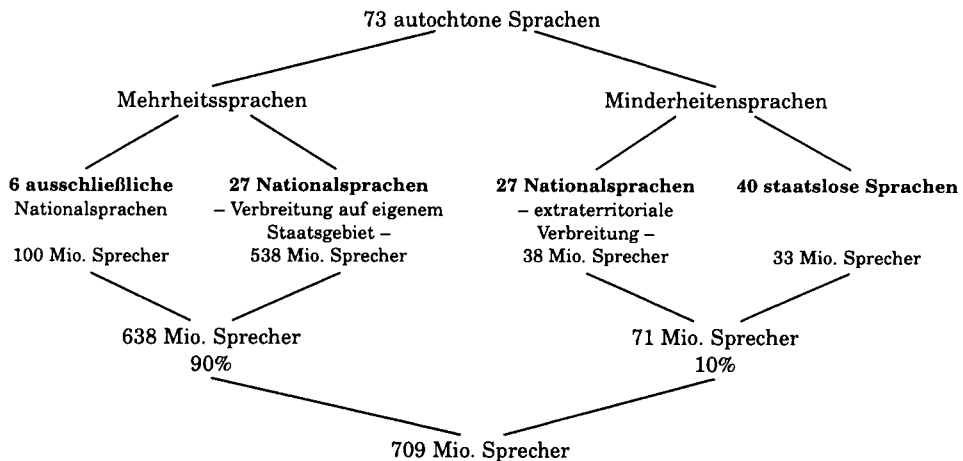 73 autochtone Sprachen
Mehrheitssprachen
Minderheitensprachen
6 ausschließliche
Nationalsprachen
100 Mio. Sprecher
27 Nationalsprachen
– Verbreitung auf eigenem
Staatsgebiet –
538 Mio. Sprecher
27 Nationalsprachen
– extraterritoriale
Verbreitung –
38 Mio. Sprecher
40 staatslose Sprachen
33 Mio. Sprecher
638 Mio. Sprecher
90%
71 Mio. Sprecher
10%
709 Mio. Sprecher